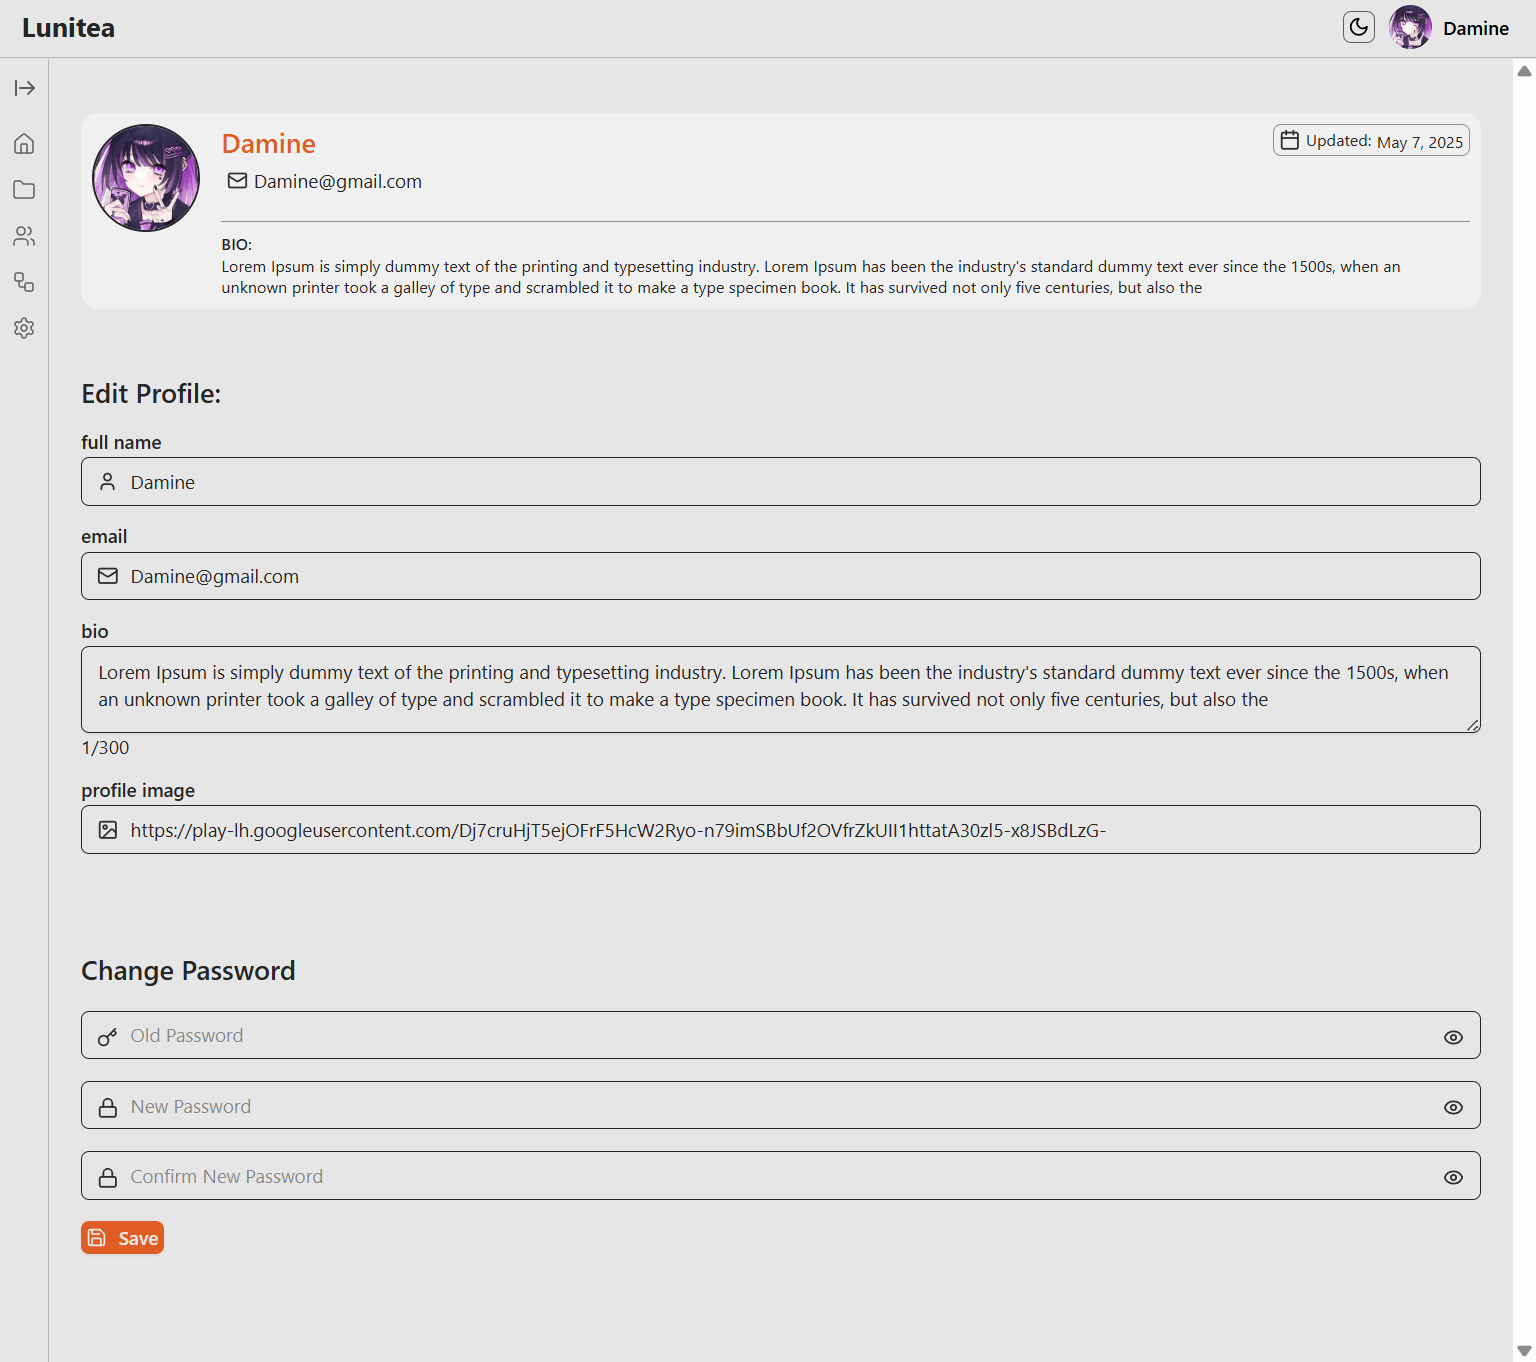 Lunitea
Damine
Damine
Updated: May 7, 2025
Damine@gmail.com
BIO:
Lorem Ipsum is simply dummy text of the printing and typesetting industry. Lorem Ipsum has been the industry's standard dummy text ever since the 1500s, when an
unknown printer took a galley of type and scrambled it to make a type specimen book. It has survived not only five centuries, but also the
Edit Profile:
full name
Damine
email
Damine@gmail.com
bio
Lorem Ipsum is simply dummy text of the printing and typesetting industry. Lorem Ipsum has been the industry's standard dummy text ever since the 1500s, when
an unknown printer took a galley of type and scrambled it to make a type specimen book. It has survived not only five centuries, but also the
1/300
profile image
https://play-lh.googleusercontent.com/Dj7cruHjT5ejOFrF5HcW2Ryo-n79imSBbUf2OVfrZkUII1httatA30zl5-x8JSBdLzG-
Change Password
Old Password
New Password
Confirm New Password
Save